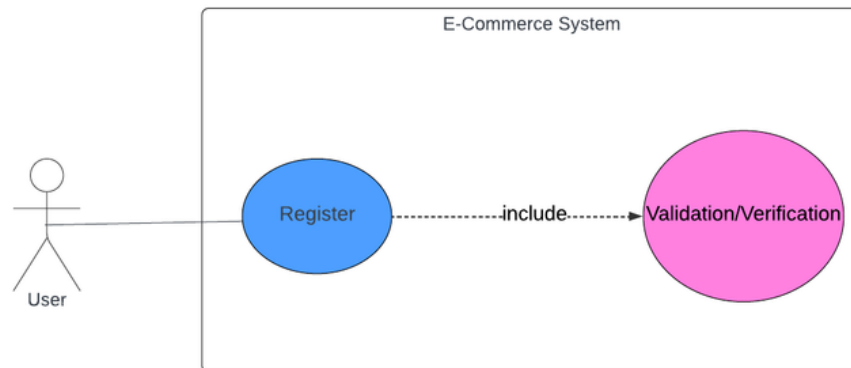 E-Commerce System
Register
include
Validation/Verification
User